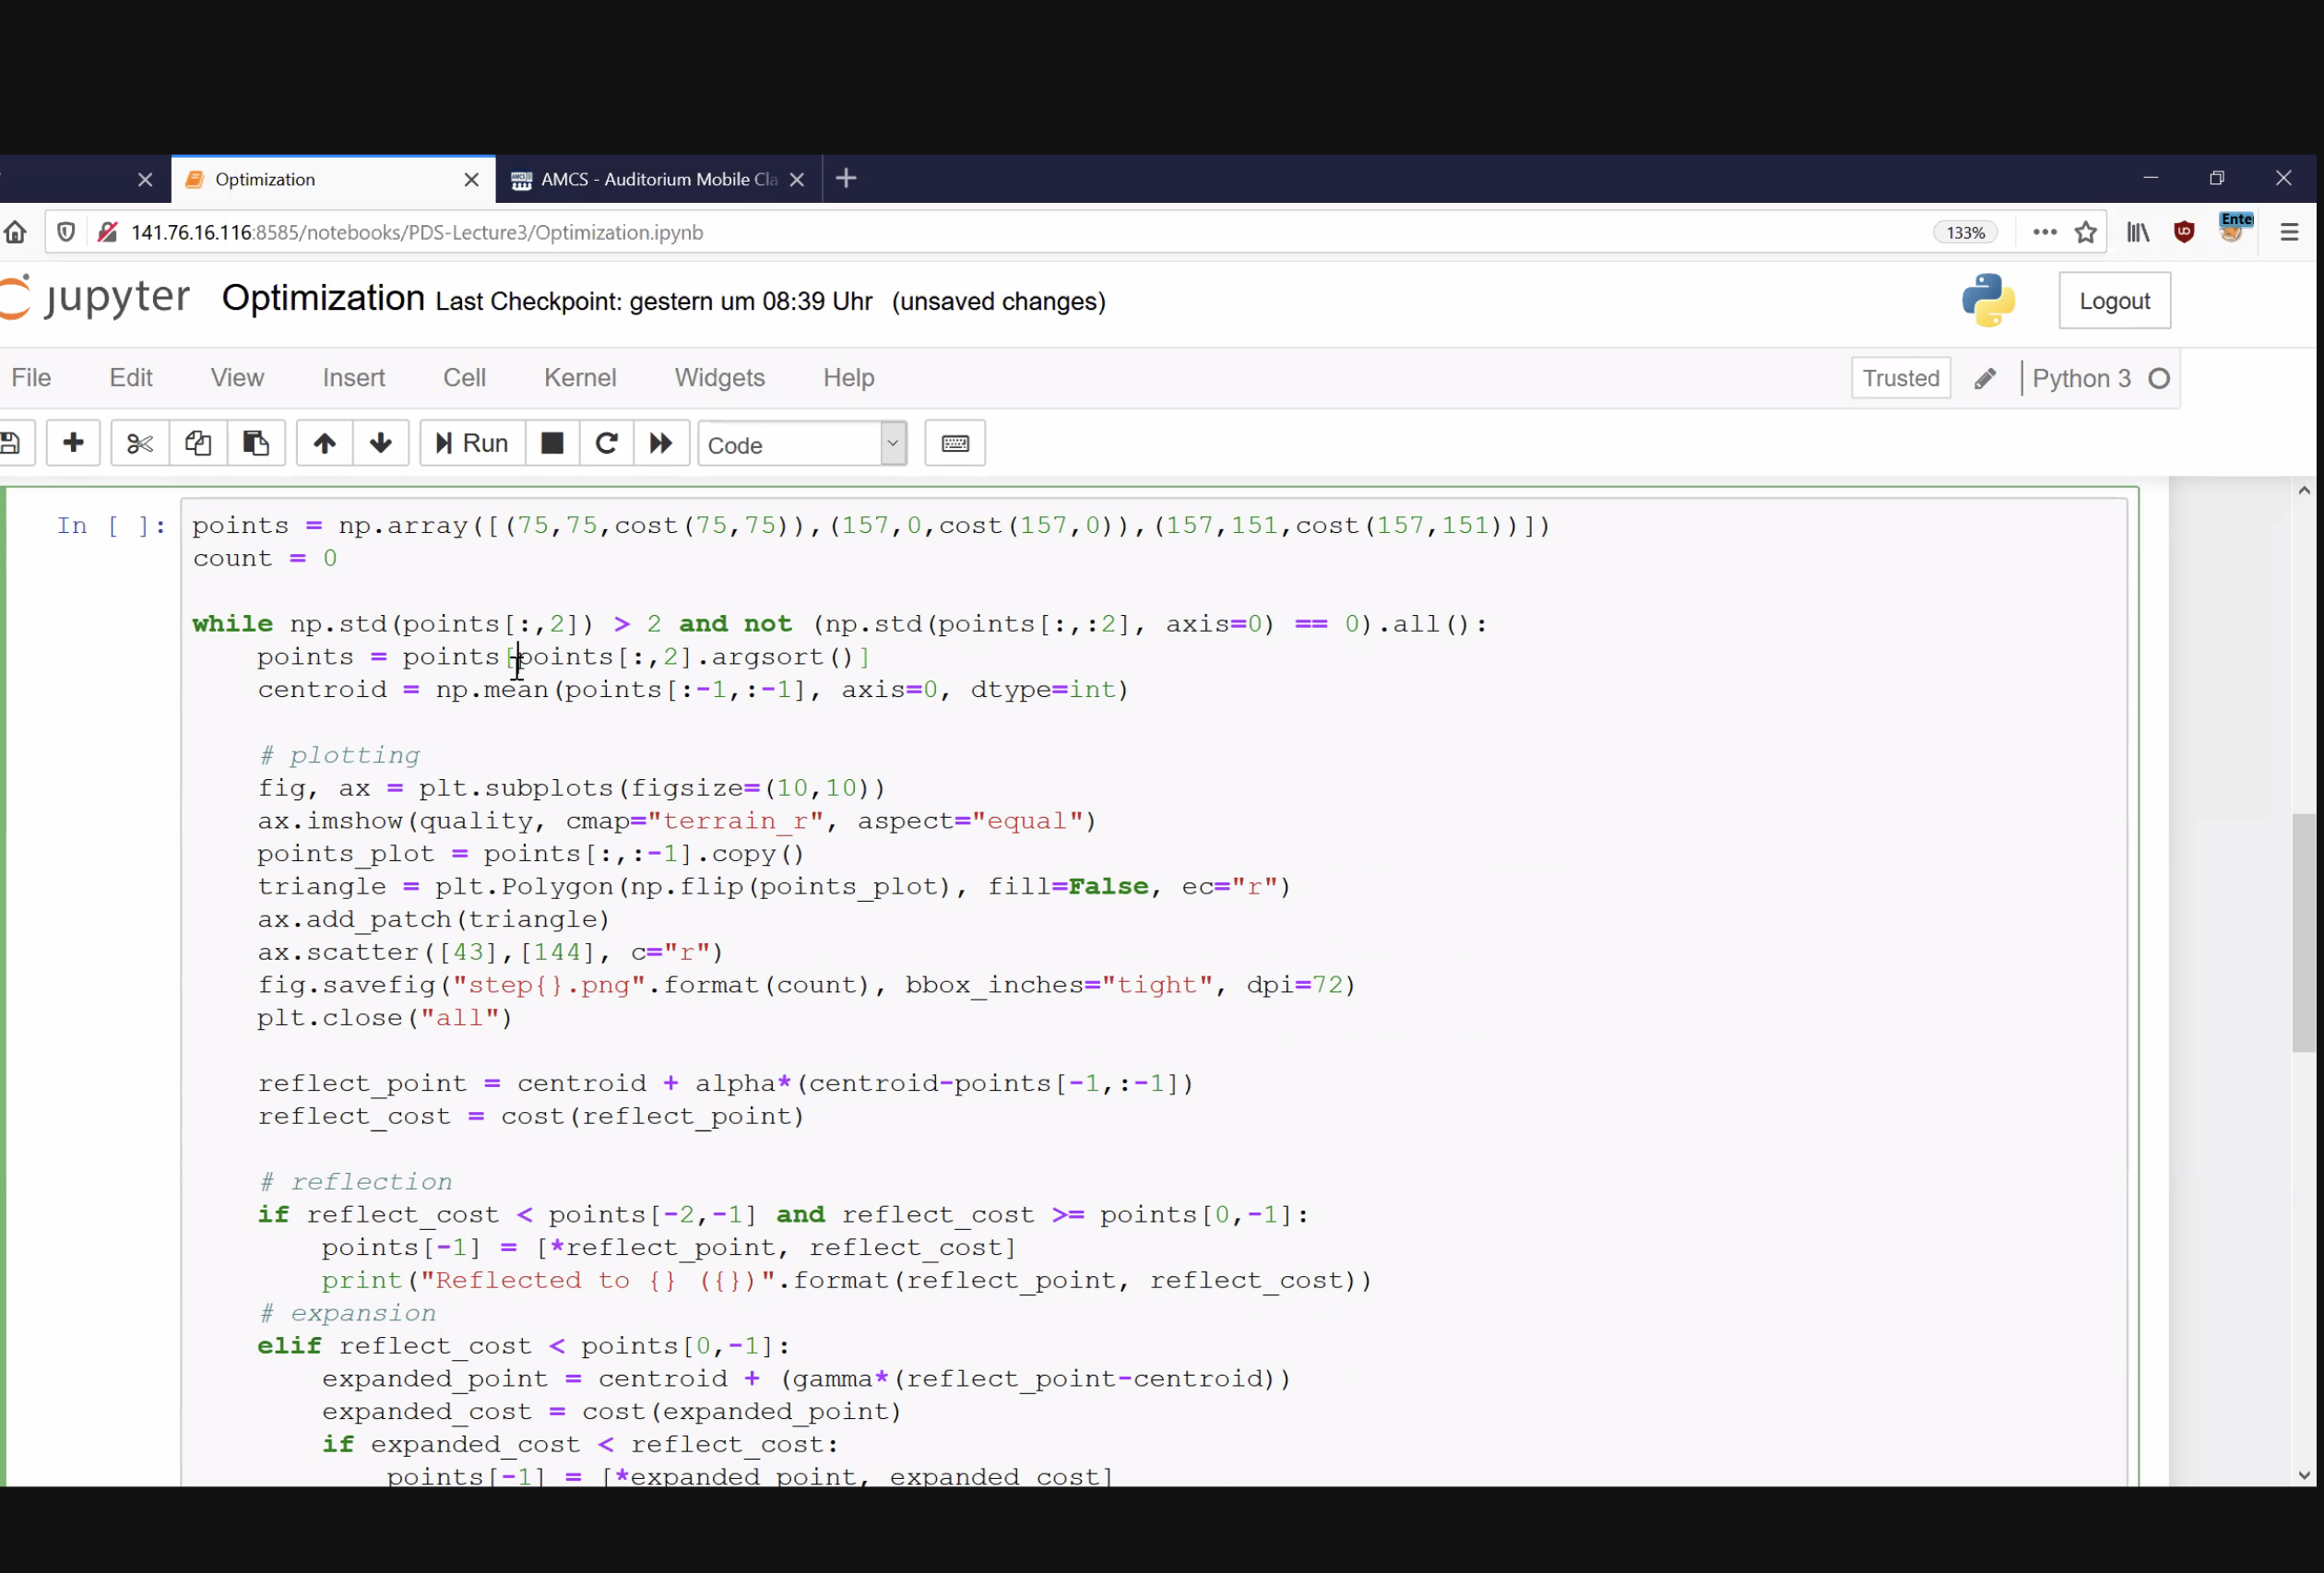 Optimization
AMCS - Auditorium Mobile Cla
141.76.16.116:8585/notebooks/PDS-Lecture3/Optimization.ipynb
133%
Ente
jupyter Optimization Last Checkpoint: gestern um 08:39 Uhr (unsaved changes)
Logout
File Edit View Insert Cell Kernel Widgets Help
Trusted
Python 3
Run
Code
In [ ]: points = np.array([(75,75,cost(75,75)),(157,0,cost(157,0)),(157,151,cost(157,151))])
count = 0
while np.std(points[:,2]) > 2 and not (np.std(points[:,:2], axis=0) == 0).all():
    points = points[points[:,2].argsort()]
    centroid = np.mean(points[:-1,:-1], axis=0, dtype=int)
    # plotting
    fig, ax = plt.subplots(figsize=(10,10))
    ax.imshow(quality, cmap="terrain_r", aspect="equal")
    points_plot = points[:,:-1].copy()
    triangle = plt.Polygon(np.flip(points_plot), fill=False, ec="r")
    ax.add_patch(triangle)
    ax.scatter([43],[144], c="r")
    fig.savefig("step{}.png".format(count), bbox_inches="tight", dpi=72)
    plt.close("all")
    reflect_point = centroid + alpha*(centroid-points[-1,:-1])
    reflect_cost = cost(reflect_point)
    # reflection
    if reflect_cost < points[-2,-1] and reflect_cost >= points[0,-1]:
        points[-1] = [*reflect_point, reflect_cost]
        print("Reflected to {} ({})".format(reflect_point, reflect_cost))
    # expansion
    elif reflect_cost < points[0,-1]:
        expanded_point = centroid + (gamma*(reflect_point-centroid))
        expanded_cost = cost(expanded_point)
        if expanded_cost < reflect_cost:
            points[-1] = [*expanded_point, expanded_cost]